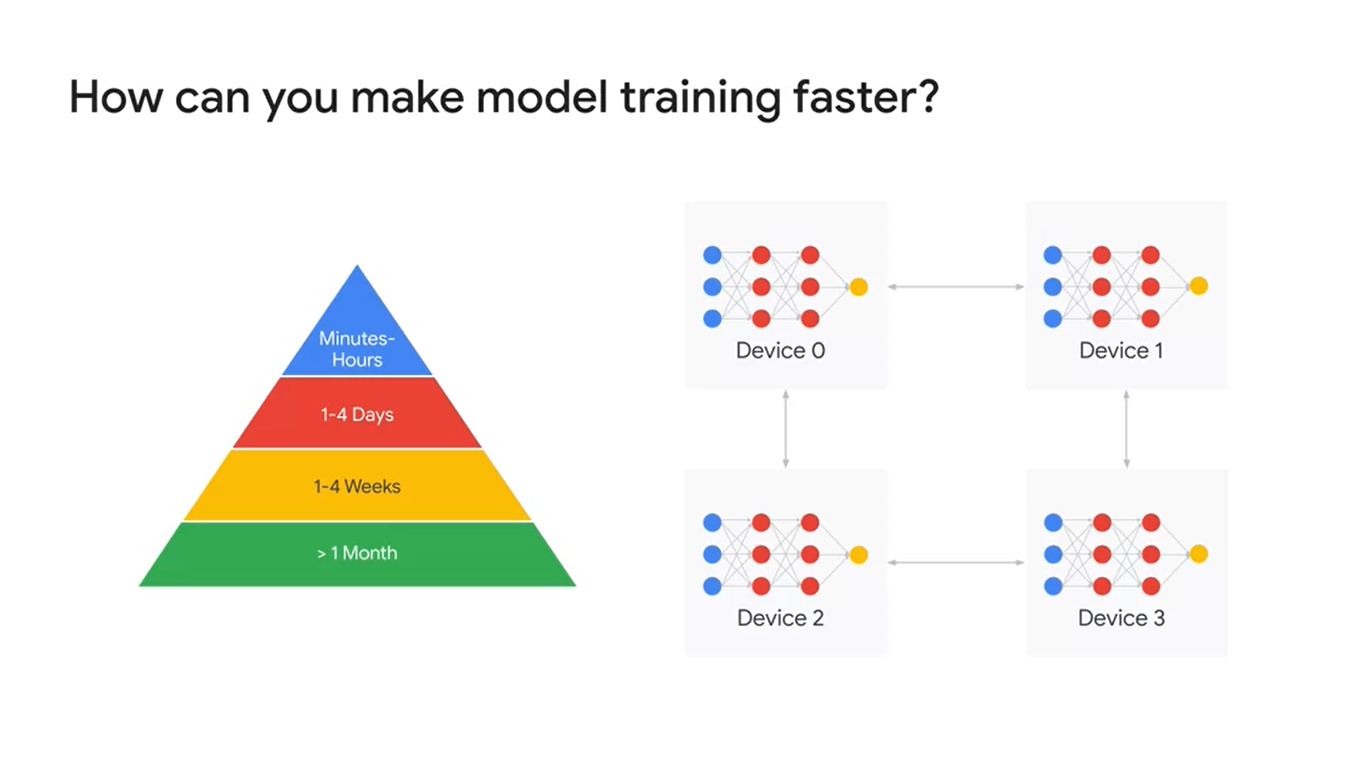 How can you make model training faster?
Minutes-
Hours
1-4 Days
1-4 Weeks
> 1 Month
Device 0
Device 1
Device 2
Device 3